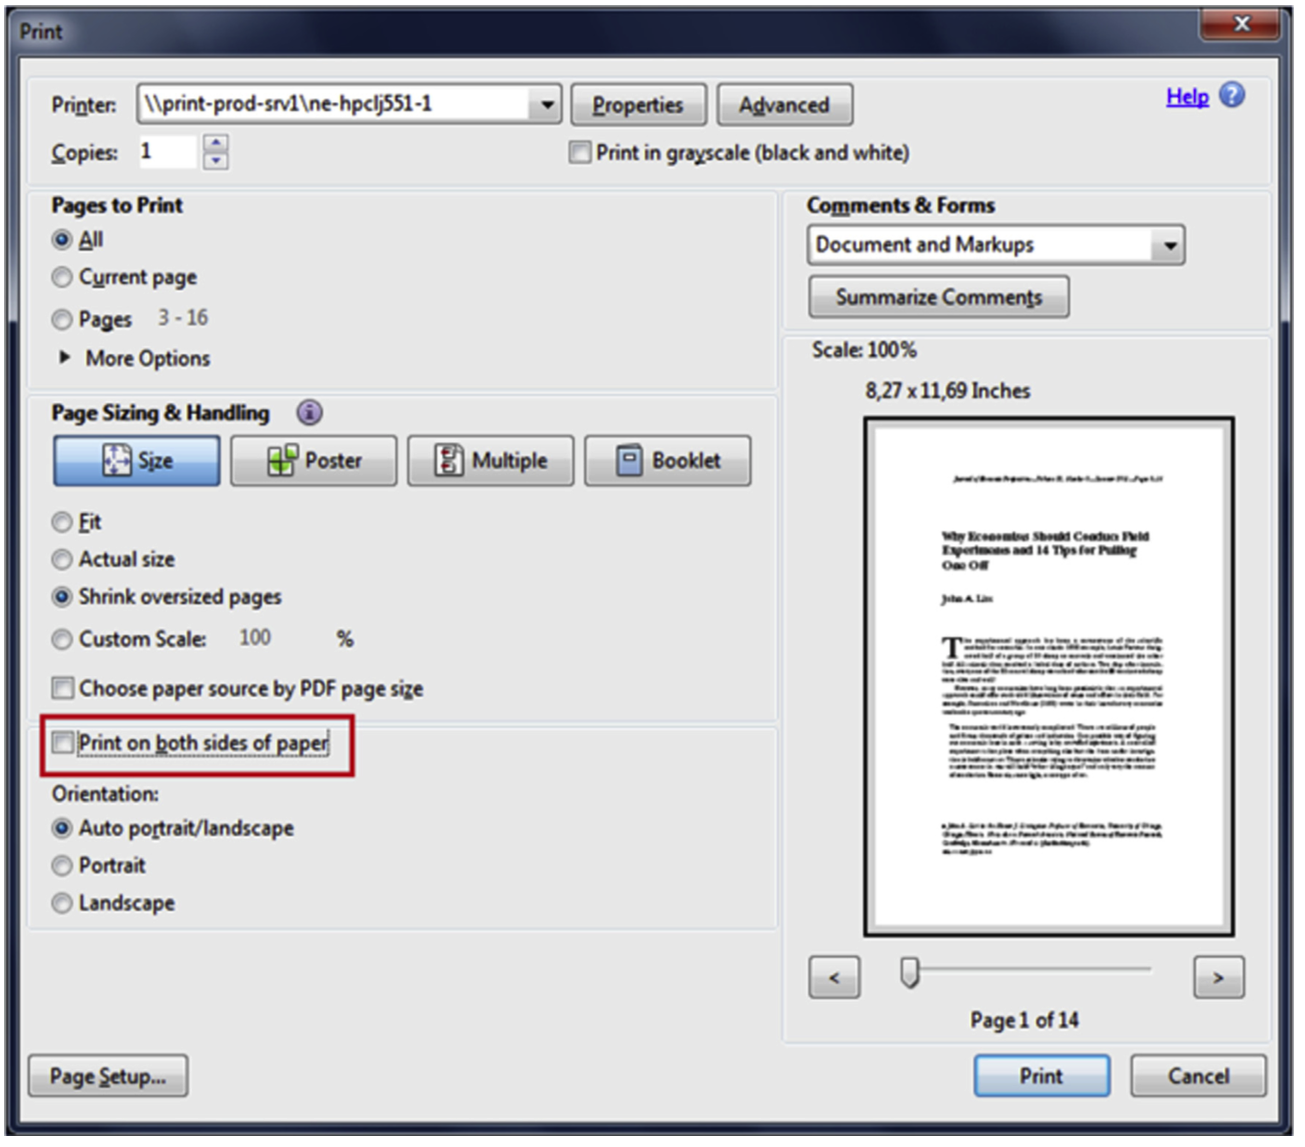 Print
Printer: \\print-prod-srv1\ne-hpclj551-1 Properties Advanced Help
Copies: 1 Print in grayscale (black and white)
Pages to Print
All
Current page
Pages 3 - 16
More Options
Page Sizing & Handling
Size Poster Multiple Booklet
Fit
Actual size
Shrink oversized pages
Custom Scale: 100 %
Choose paper source by PDF page size
Print on both sides of paper
Orientation:
Auto portrait/landscape
Portrait
Landscape
Comments & Forms
Document and Markups
Summarize Comments
Scale: 100%
8,27 x 11,69 Inches
Why Economists Should Conduct Field
Experiments and 14 Tips for Pulling
One Off
John A. List
< >
Page 1 of 14
Page Setup... Print Cancel